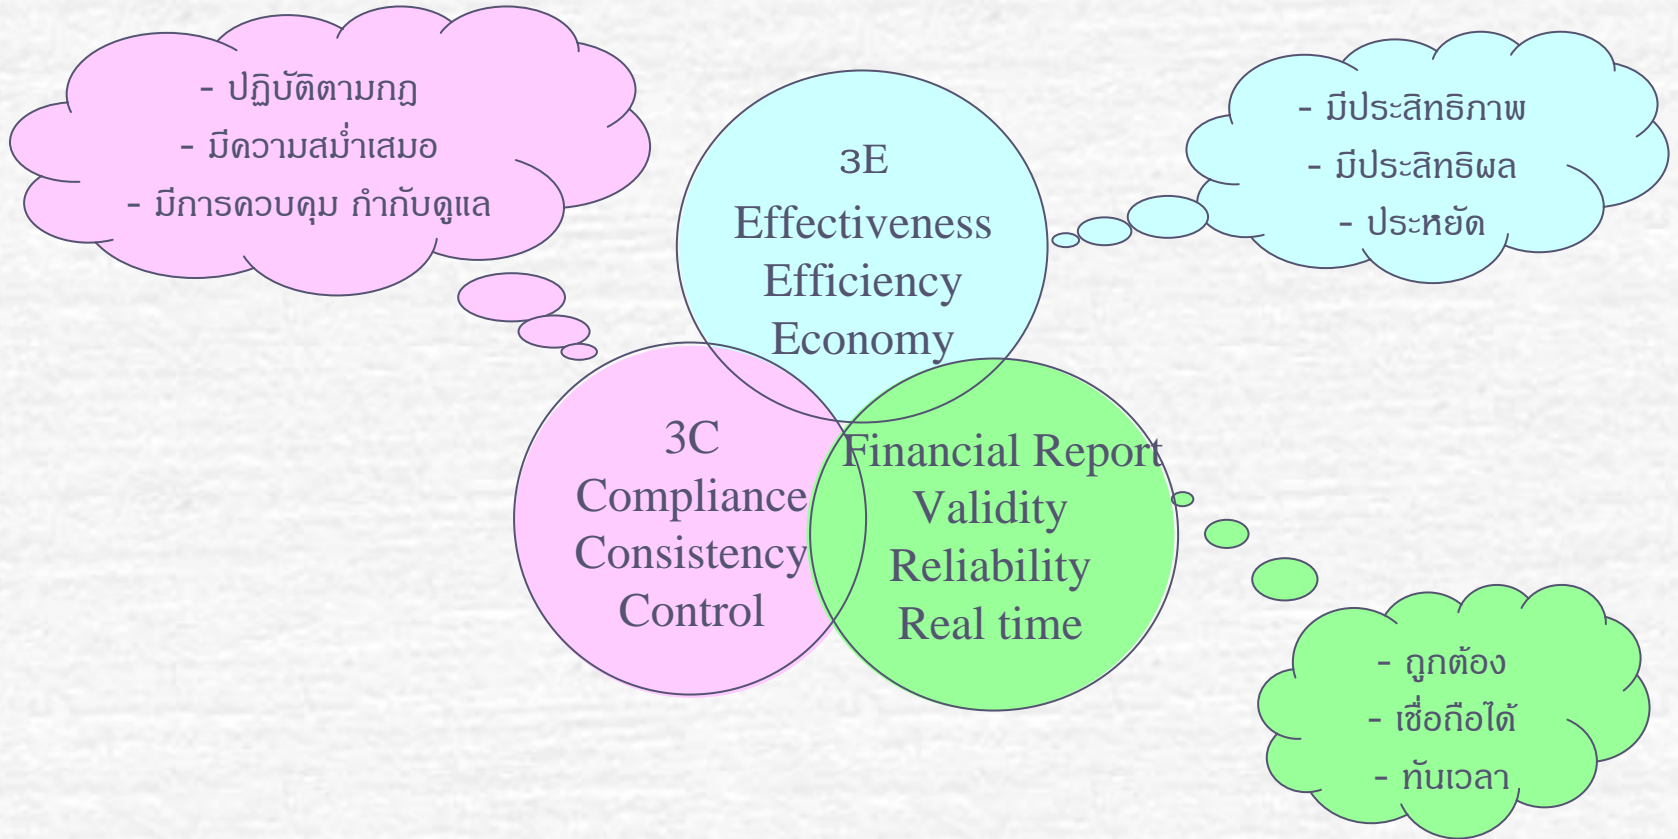 - ปฏิบัติตามกฎ
- มีความสม่ำเสมอ
- มีการควบคุม กำกับดูแล
3E
Effectiveness
Efficiency
Economy
- มีประสิทธิภาพ
- มีประสิทธิผล
- ประหยัด
3C
Compliance
Consistency
Control
Financial Report
Validity
Reliability
Real time
- ถูกต้อง
- เชื่อถือได้
- ทันเวลา